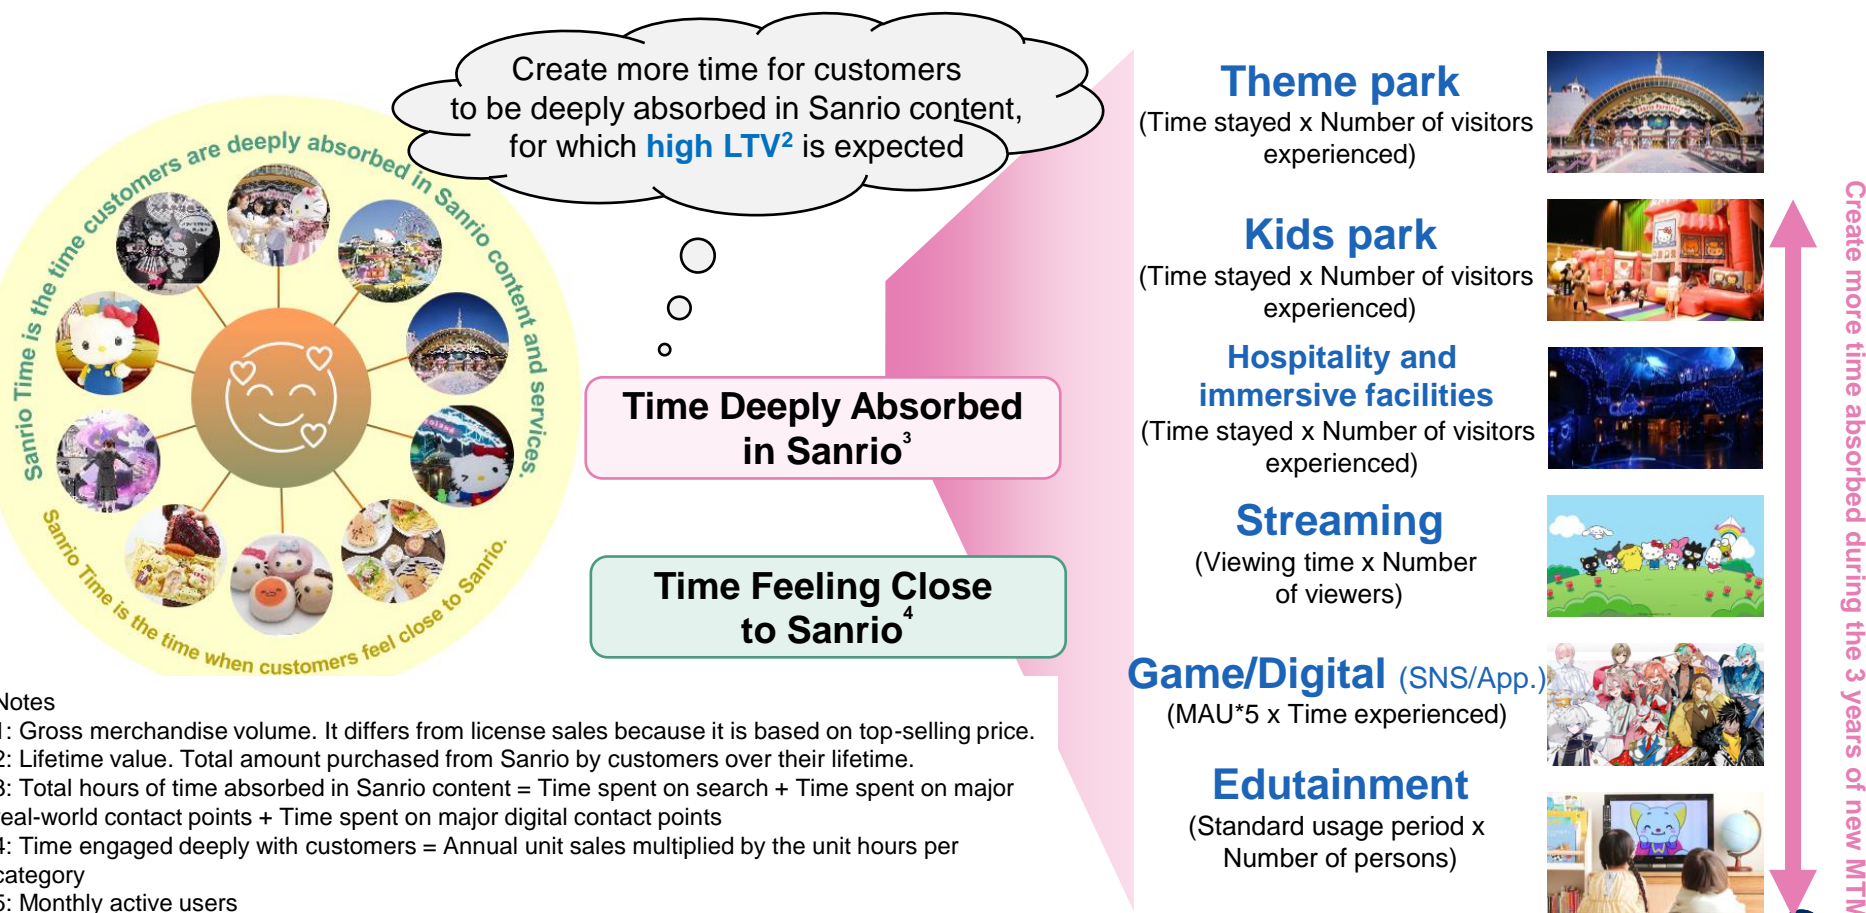 Create more time for customers
to be deeply absorbed in Sanrio content,
for which high LTV2 is expected
Sanrio Time is the time customers are deeply absorbed in Sanrio content and services.
Sanrio Time is the time when customers feel close to Sanrio.
Time Deeply Absorbed
in Sanrio3
Time Feeling Close
to Sanrio4
Theme park
(Time stayed x Number of visitors
experienced)
Kids park
(Time stayed x Number of visitors
experienced)
Hospitality and
immersive facilities
(Time stayed x Number of visitors
experienced)
Streaming
(Viewing time x Number
of viewers)
Game/Digital (SNS/App.)
(MAU*5 x Time experienced)
Edutainment
(Standard usage period x
Number of persons)
Create more time absorbed during the 3 years of new MTM
Notes
1: Gross merchandise volume. It differs from license sales because it is based on top-selling price.
2: Lifetime value. Total amount purchased from Sanrio by customers over their lifetime.
3: Total hours of time absorbed in Sanrio content = Time spent on search + Time spent on major
real-world contact points + Time spent on major digital contact points
4: Time engaged deeply with customers = Annual unit sales multiplied by the unit hours per
category
5: Monthly active users